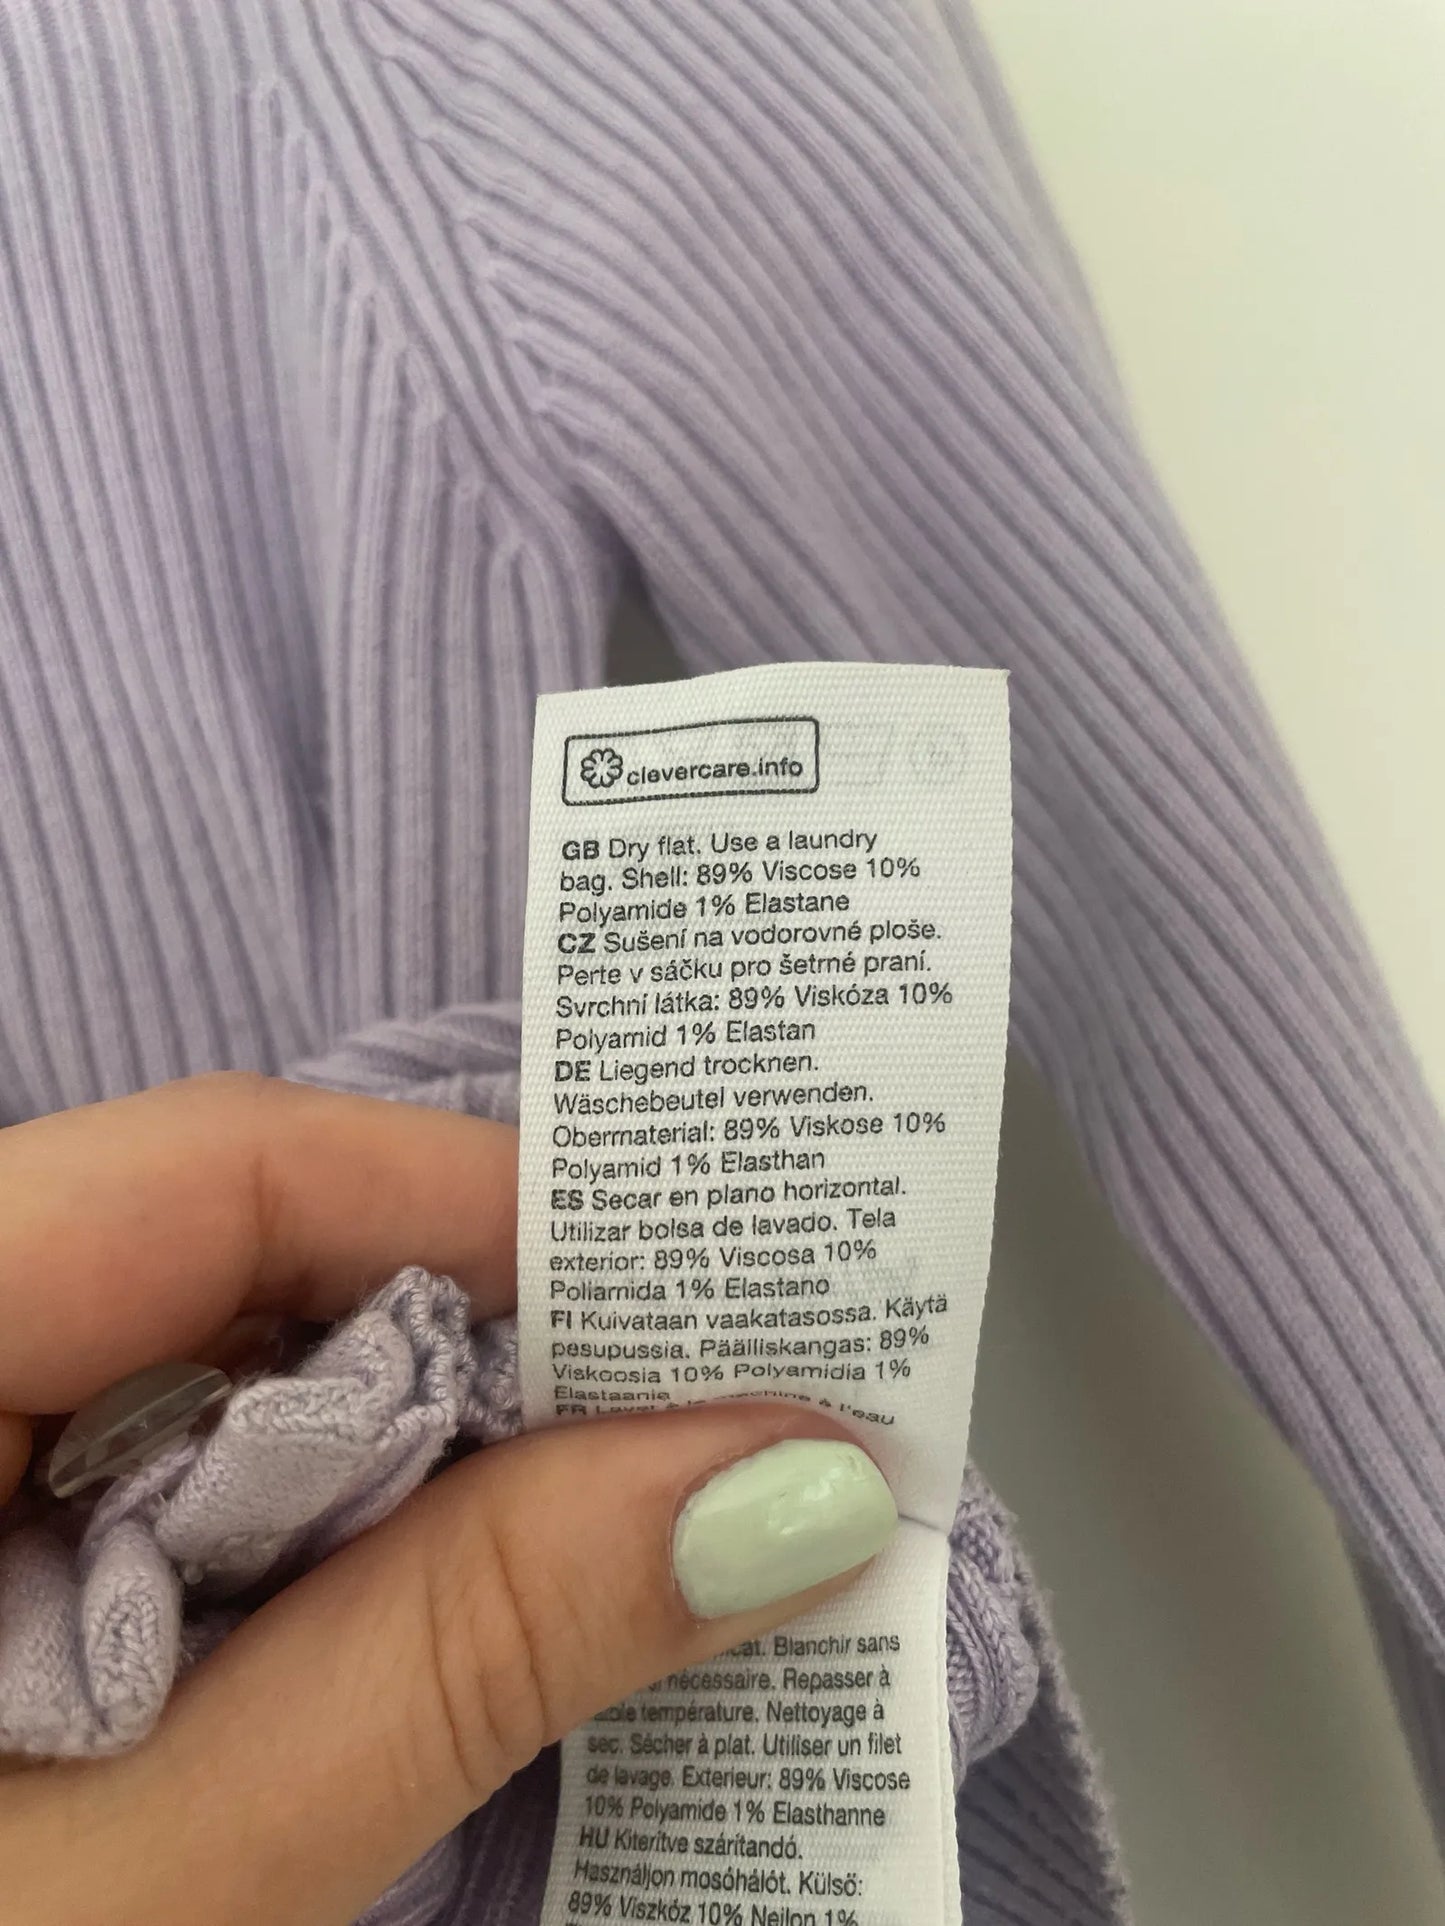 clevercare.info
GB Dry flat. Use a laundry
bag. Shell: 89% Viscose 10%
Polyamide 1% Elastane
CZ Sušení na vodorovné ploše.
Perte v sáčku pro šetrné praní.
Svrchní látka: 89% Viskóza 10%
Polyamid 1% Elastan
DE Liegend trocknen.
Wäschebeutel verwenden.
Obermaterial: 89% Viskose 10%
Polyamid 1% Elasthan
ES Secar en plano horizontal.
Utilizar bolsa de lavado. Tela
exterior: 89% Viscosa 10%
Poliamida 1% Elastano
FI Kuivataan vaakatasossa. Käytä
pesupussia. Päälliskangas: 89%
Viskoosia 10% Polyamidia 1%
Elastaania
FR Laver à machine à l'eau
Blanchir sans
nécessaire. Repasser à
température. Nettoyage à
sec. Sécher à plat. Utiliser un filet
de lavage. Exterieur: 89% Viscose
10% Polyamide 1% Elasthanne
HU Kiterítve szárítandó.
Használjon mosóhálót. Külső:
89% Viszkóz 10% Nejlon 1%